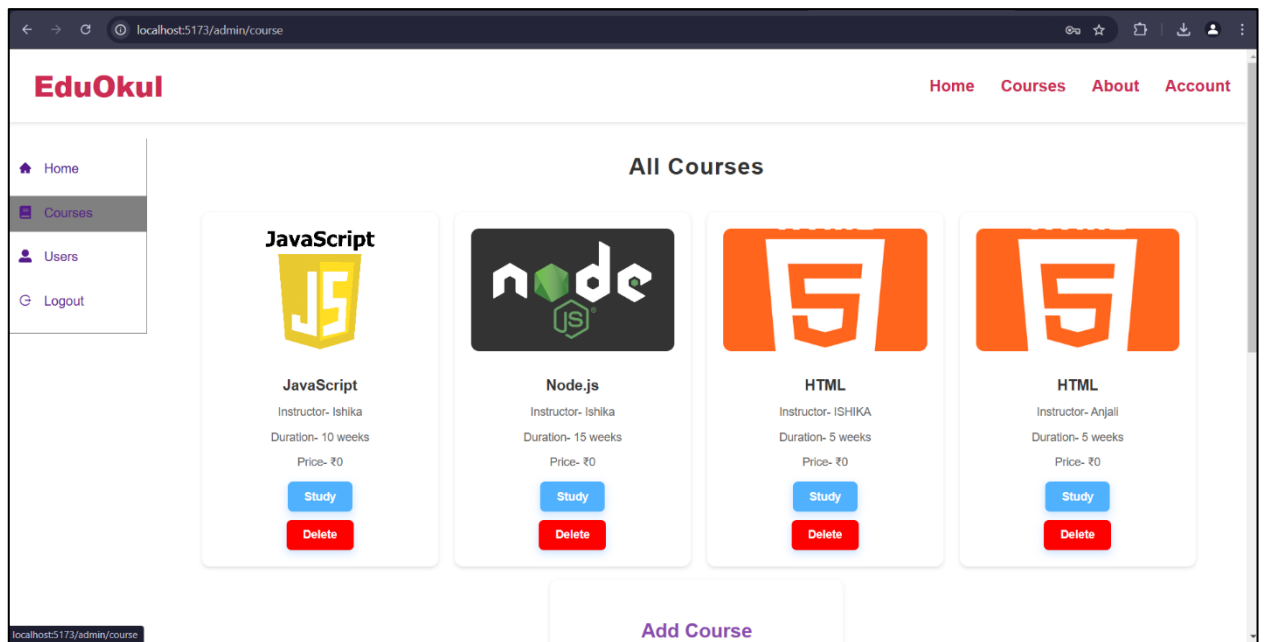 localhost:5173/admin/course
EduOkul
Home Courses About Account
Home
Courses
Users
Logout
All Courses
JavaScript
JS
JavaScript
Instructor- Ishika
Duration- 10 weeks
Price- ₹0
Study
Delete
node
JS
Node.js
Instructor- Ishika
Duration- 15 weeks
Price- ₹0
Study
Delete
5
HTML
Instructor- ISHIKA
Duration- 5 weeks
Price- ₹0
Study
Delete
5
HTML
Instructor- Anjali
Duration- 5 weeks
Price- ₹0
Study
Delete
Add Course
localhost:5173/admin/course